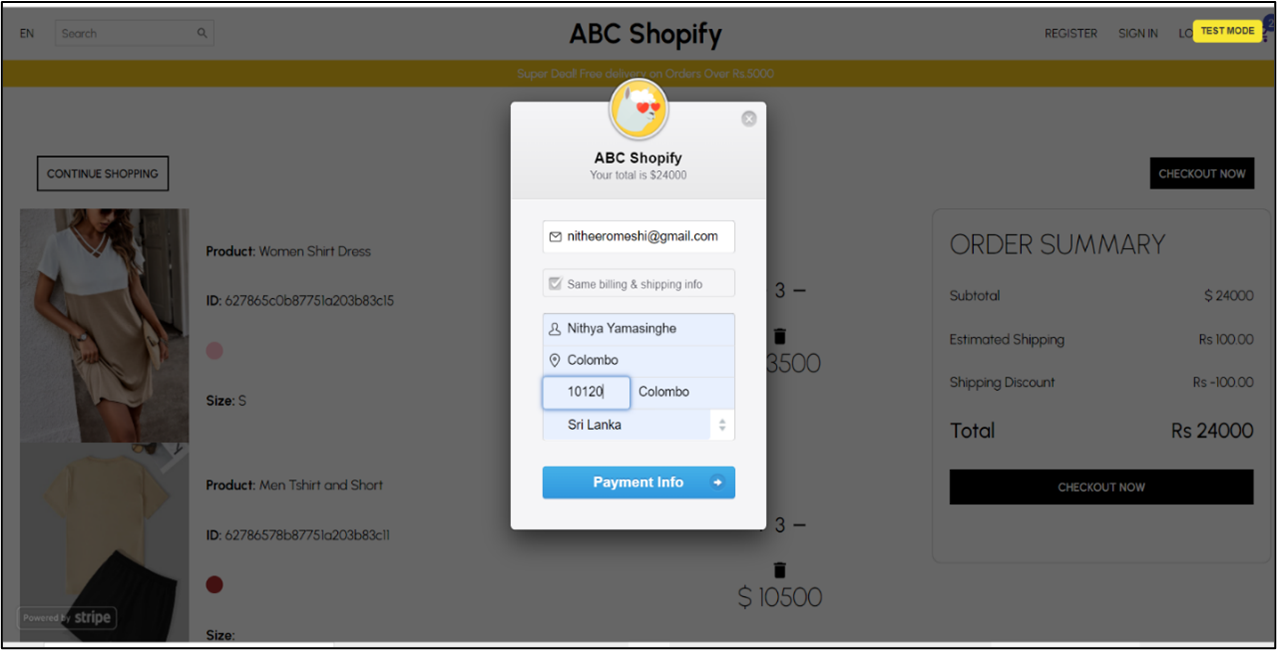 EN
Search
ABC Shopify
REGISTER
SIGN IN
LO
TEST MODE
2
Super Deal! Free delivery on Orders Over Rs.5000
CONTINUE SHOPPING
CHECKOUT NOW
ABC Shopify
Your total is $24000
nitheeromeshi@gmail.com
Same billing & shipping info
Nithya Yamasinghe
Colombo
10120 Colombo
Sri Lanka
Payment Info
Product: Women Shirt Dress
ID: 627865c0b87751a203b83c15
Size: S
3 −
3500
Product: Men Tshirt and Short
ID: 62786578b87751a203b83c11
Size:
3 −
$ 10500
ORDER SUMMARY
Subtotal $ 24000
Estimated Shipping Rs 100.00
Shipping Discount Rs -100.00
Total Rs 24000
CHECKOUT NOW
Powered by stripe